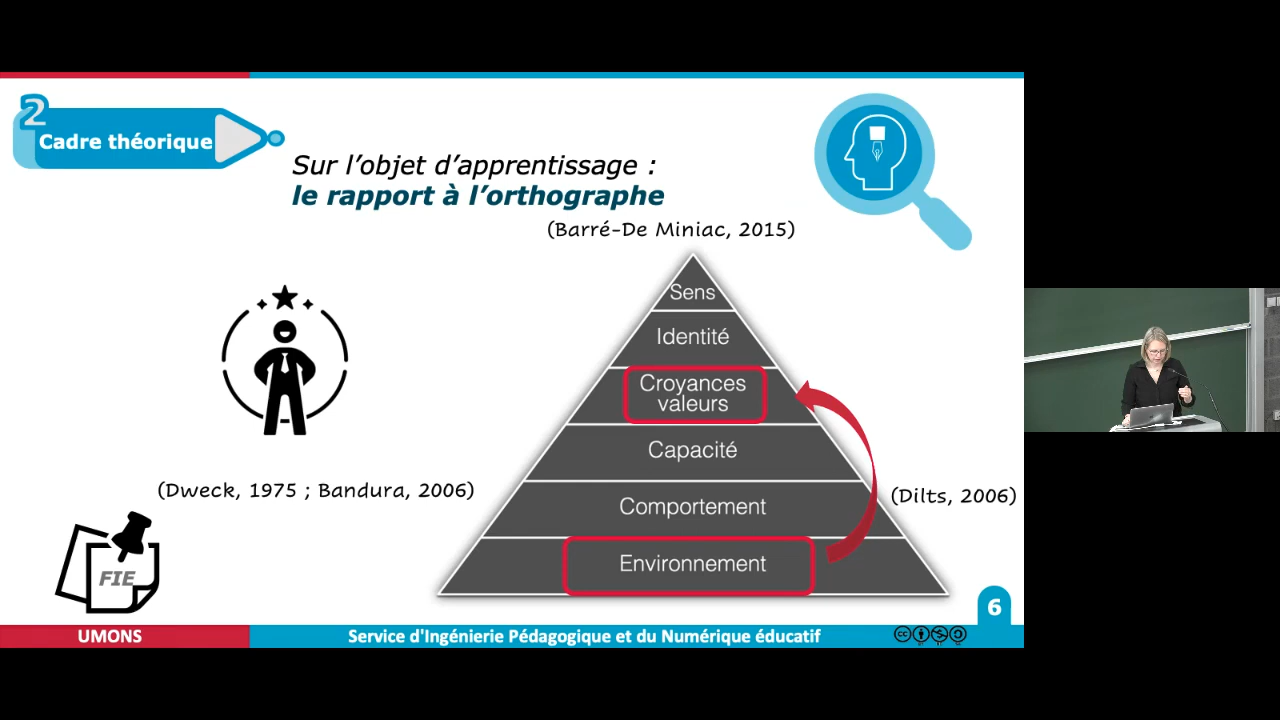 2
Cadre théorique
Sur l’objet d’apprentissage :
le rapport à l’orthographe
(Barré-De Miniac, 2015)
Sens
Identité
Croyances
valeurs
Capacité
(Dweck, 1975 ; Bandura, 2006)
(Dilts, 2006)
Comportement
Environnement
FIE
6
UMONS
Service d'Ingénierie Pédagogique et du Numérique éducatif
cc